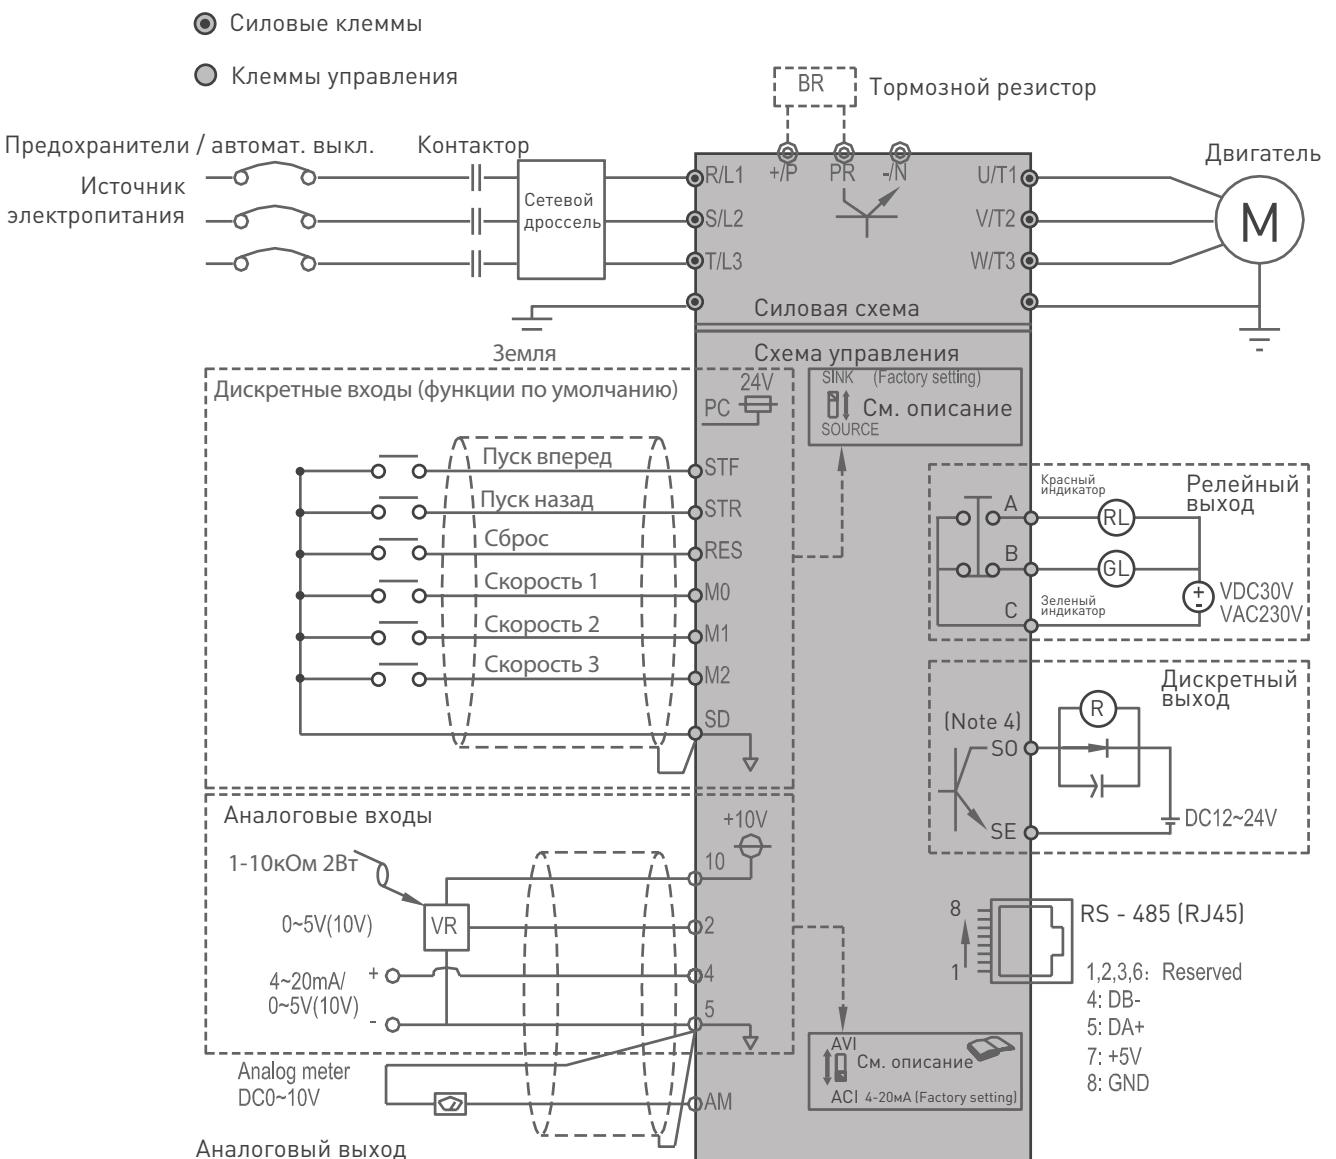 Силовые клеммы
Клеммы управления
BR
Тормозной резистор
Предохранители / автомат. выкл.
Контактор
Двигатель
Источник
электропитания
Сетевой
дроссель
R/L1
+/P
PR
-/N
U/T1
S/L2
V/T2
M
T/L3
W/T3
Силовая схема
Земля
Схема управления
Дискретные входы (функции по умолчанию)
24V
PC
SINK (Factory setting)
См. описание
SOURCE
Пуск вперед
STF
Пуск назад
STR
Сброс
RES
Скорость 1
M0
Скорость 2
M1
Скорость 3
M2
SD
Красный
индикатор
Релейный
выход
A
RL
B
GL
C
Зеленый
индикатор
+
-
VDC30V
VAC230V
Дискретный
выход
R
(Note 4)
SO
SE
DC12~24V
Аналоговые входы
+10V
1-10кОм 2Вт
10
0~5V(10V)
VR
2
4~20mA/
0~5V(10V)
+
4
-
5
8
1
RS - 485 (RJ45)
1,2,3,6: Reserved
4: DB-
5: DA+
7: +5V
8: GND
AVI
См. описание
ACI 4-20мА (Factory setting)
Analog meter
DC0~10V
AM
Аналоговый выход